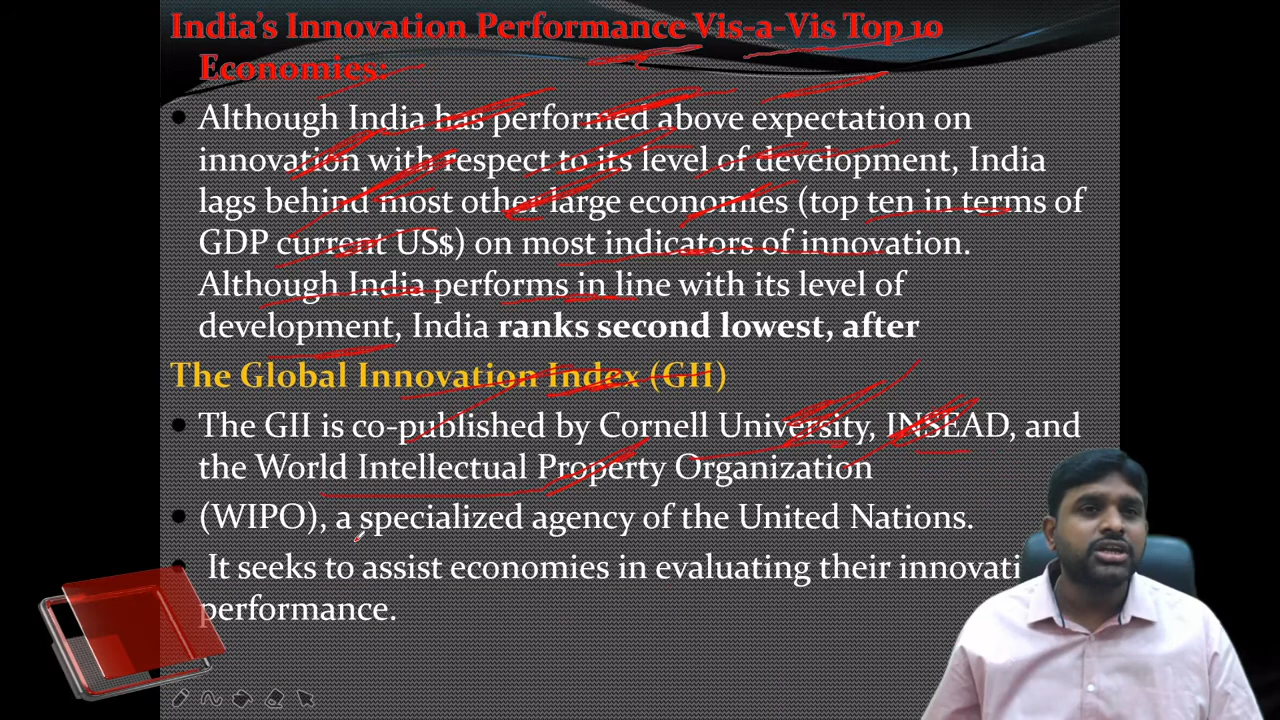 India’s Innovation Performance Vis-a-Vis Top 10
Economies:
• Although India has performed above expectation on
innovation with respect to its level of development, India
lags behind most other large economies (top ten in terms of
GDP current US$) on most indicators of innovation.
Although India performs in line with its level of
development, India ranks second lowest, after
The Global Innovation Index (GII)
• The GII is co-published by Cornell University, INSEAD, and
the World Intellectual Property Organization
• (WIPO), a specialized agency of the United Nations.
• It seeks to assist economies in evaluating their innovati
performance.